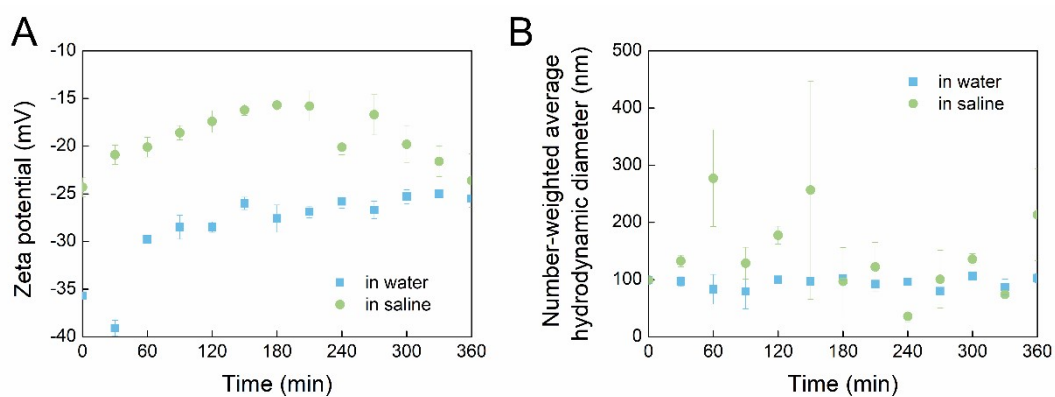 A
Zeta potential (mV)
-10
-15
-20
-25
-30
-35
-40
0
60
120
180
240
300
360
in water
in saline
Time (min)
B
Number-weighted average
hydrodynamic diameter (nm)
500
400
300
200
100
0
0
60
120
180
240
300
360
in water
in saline
Time (min)